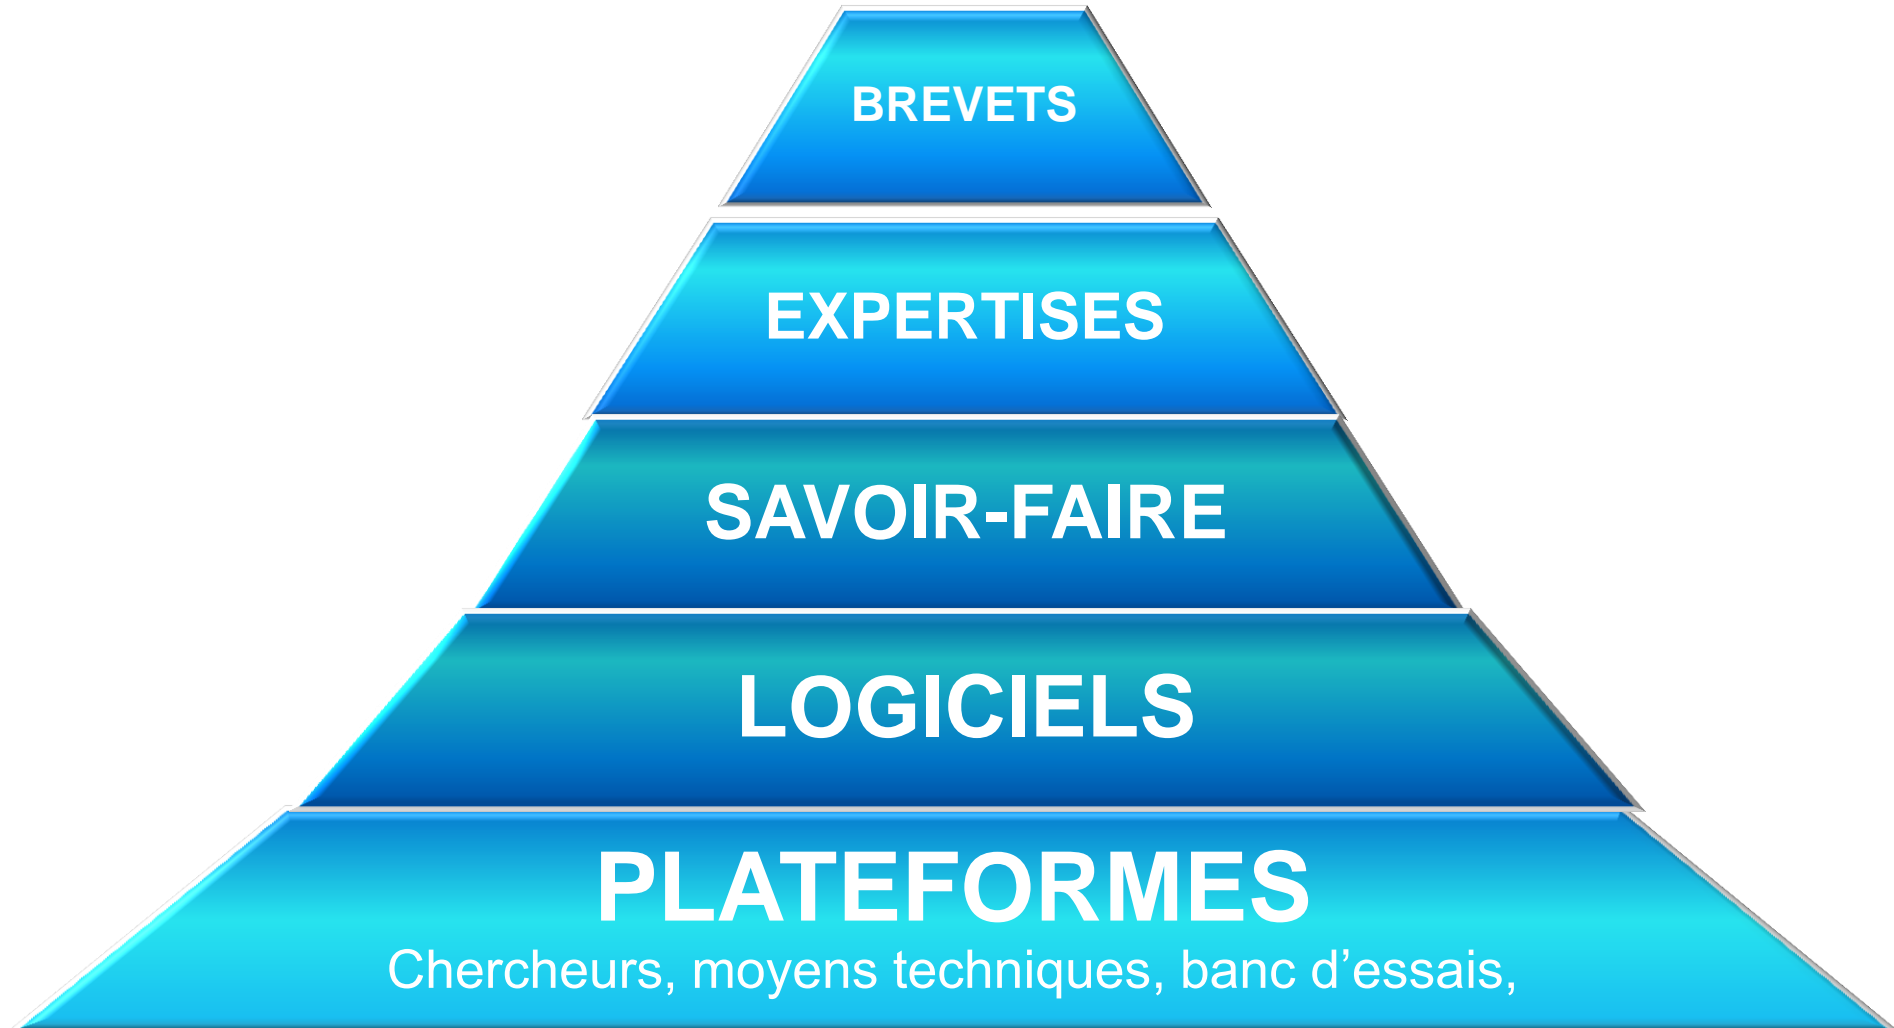 BREVETS
EXPERTISES
SAVOIR-FAIRE
LOGICIELS
PLATEFORMES
Chercheurs, moyens techniques, banc d’essais,